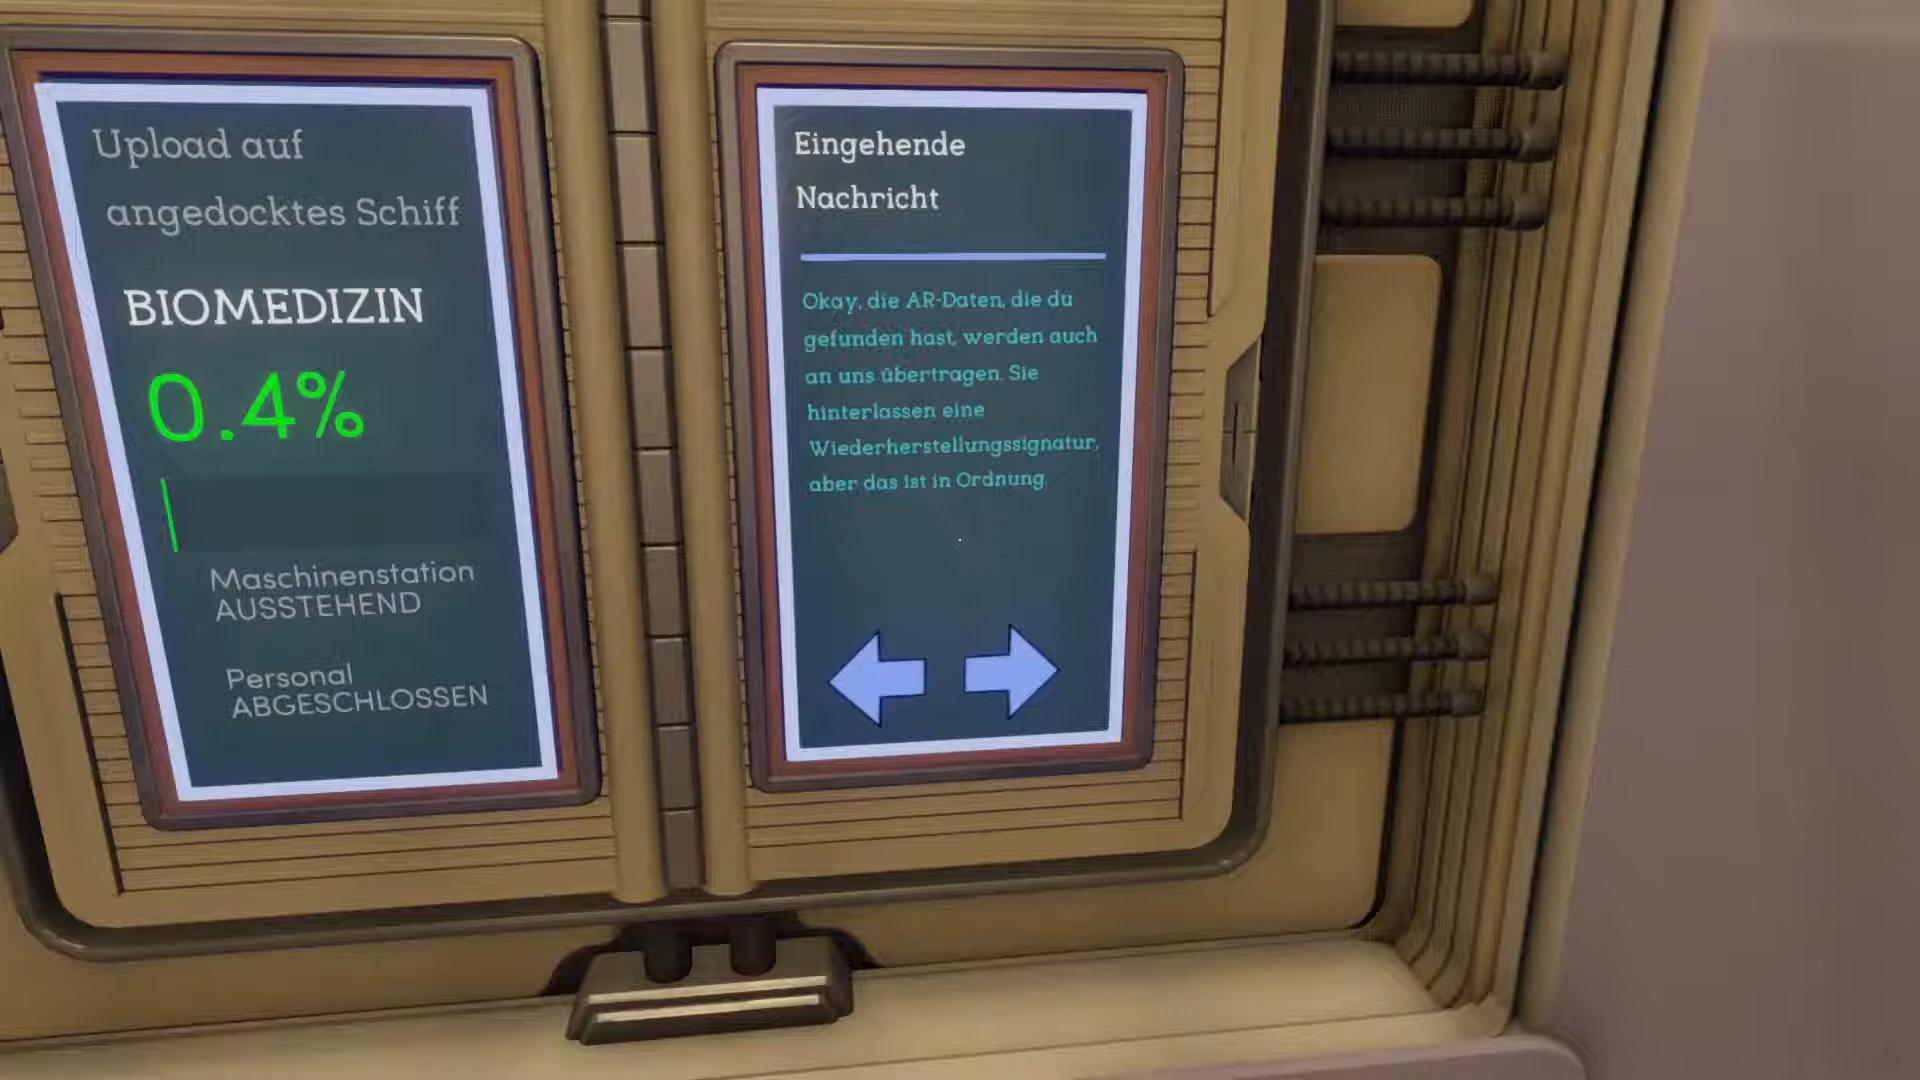 Upload auf
angedocktes Schiff
BIOMEDIZIN
0.4%
Maschinenstation
AUSSTEHEND
Personal
ABGESCHLOSSEN
Eingehende
Nachricht
Okay, die AR-Daten, die du
gefunden hast, werden auch
an uns übertragen. Sie
hinterlassen eine
Wiederherstellungssignatur,
aber das ist in Ordnung.